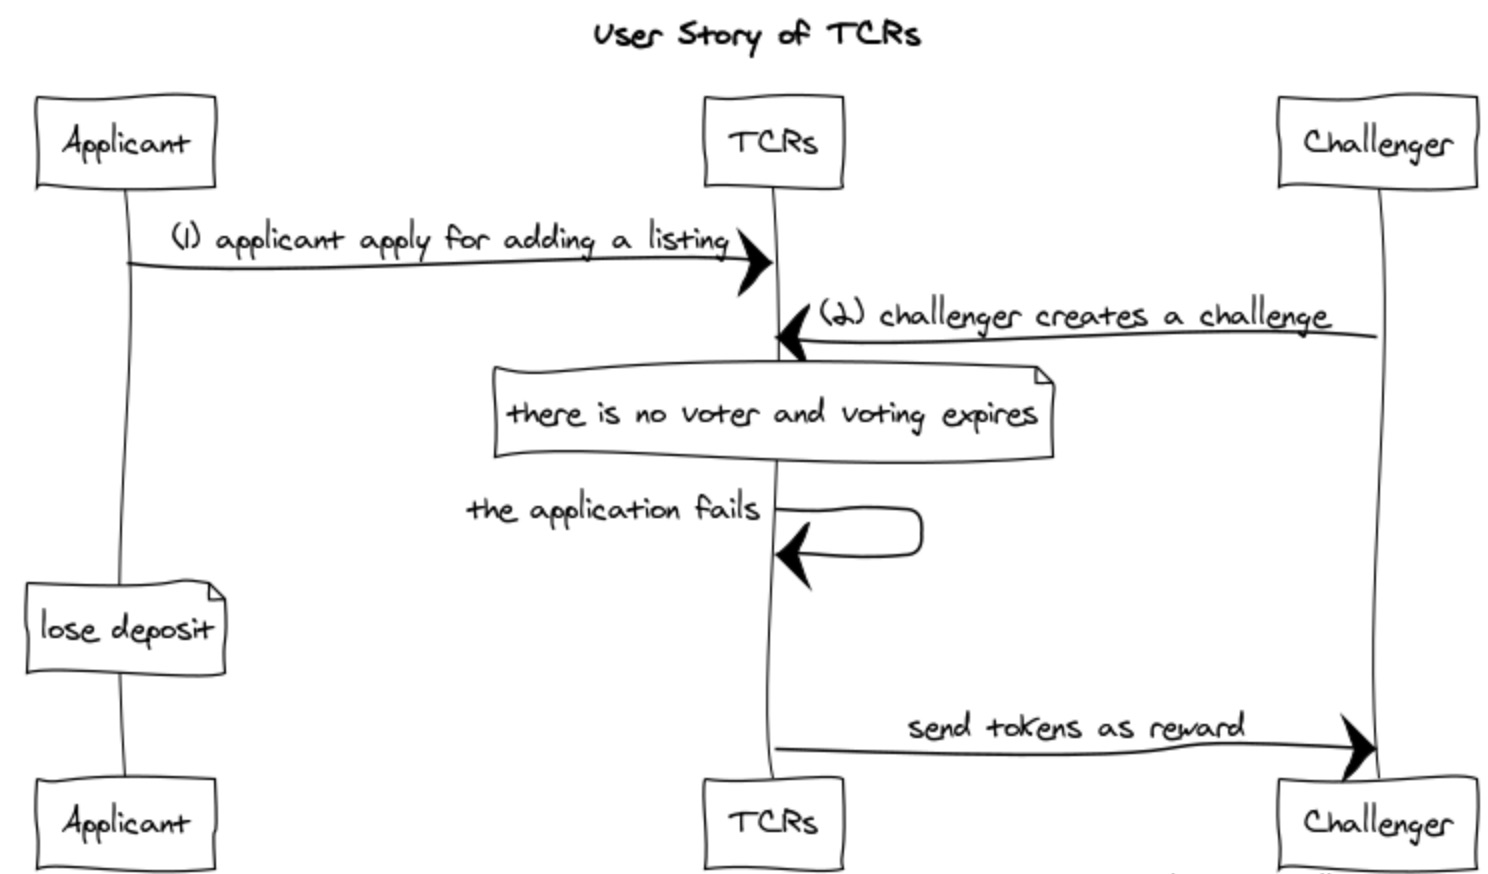 User Story of TCRs
Applicant
TCRs
Challenger
(1) applicant apply for adding a listing
(2) challenger creates a challenge
there is no voter and voting expires
the application fails
lose deposit
send tokens as reward
Applicant
TCRs
Challenger